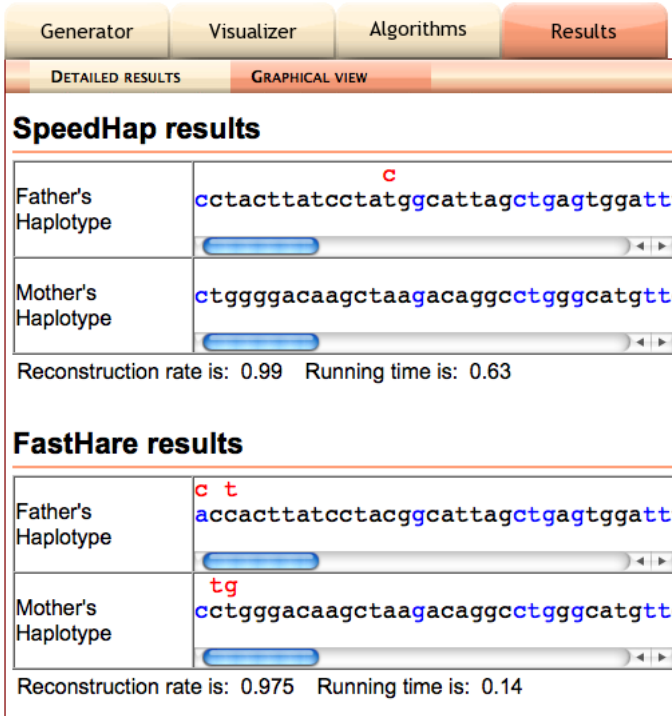 Generator Visualizer Algorithms Results
DETAILED RESULTS GRAPHICAL VIEW
SpeedHap results
c
Father's
Haplotype
cctacttatcctatggcattagctgagtggatt
Mother's
Haplotype
ctggggacaagctaagacaggcctgggcatgtt
Reconstruction rate is: 0.99 Running time is: 0.63
FastHare results
c t
Father's
Haplotype
accacttatcctacggcattagctgagtggatt
tg
Mother's
Haplotype
cctgggacaagctaagacaggcctgggcatgtt
Reconstruction rate is: 0.975 Running time is: 0.14